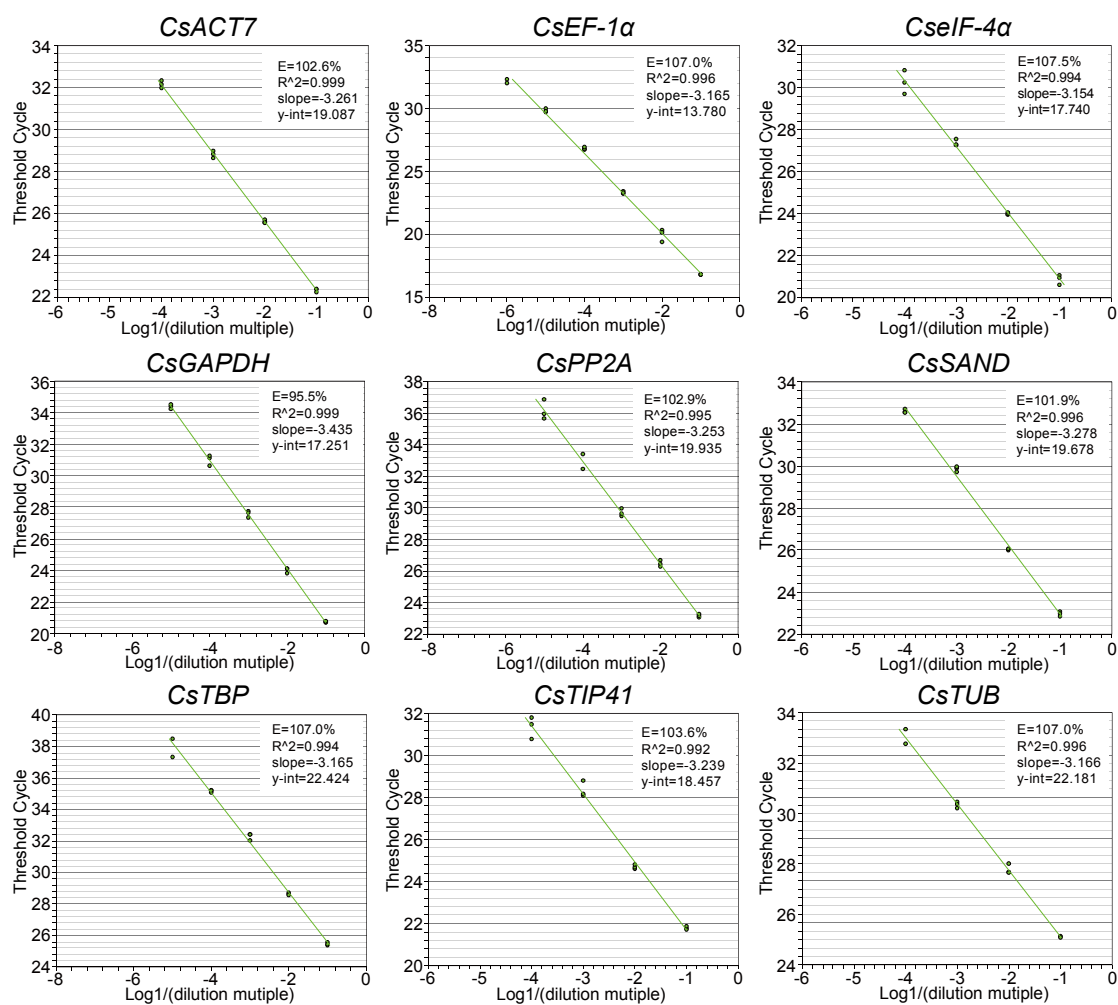 CsACT7
34
32
30
28
26
24
22
Threshold Cycle
E=102.6%
R^2=0.999
slope=-3.261
y-int=19.087
-6 -5 -4 -3 -2 -1 0
Log1/(dilution multiple)
CsEF-1α
35
30
25
20
15
Threshold Cycle
E=107.0%
R^2=0.996
slope=-3.165
y-int=13.780
-8 -6 -4 -2 0
Log1/(dilution multiple)
CseIF-4α
32
30
28
26
24
22
20
Threshold Cycle
E=107.5%
R^2=0.994
slope=-3.154
y-int=17.740
-6 -5 -4 -3 -2 -1 0
Log1/(dilution multiple)
CsGAPDH
36
34
32
30
28
26
24
22
20
Threshold Cycle
E=95.5%
R^2=0.999
slope=-3.435
y-int=17.251
-8 -6 -4 -2 0
Log1/(dilution mutiple)
CsPP2A
38
36
34
32
30
28
26
24
22
Threshold Cycle
E=102.9%
R^2=0.995
slope=-3.253
y-int=19.935
-8 -6 -4 -2 0
Log1/(dilution mutiple)
CsSAND
34
32
30
28
26
24
22
Threshold Cycle
E=101.9%
R^2=0.996
slope=-3.278
y-int=19.678
-6 -5 -4 -3 -2 -1 0
Log1/(dilution mutiple)
CsTBP
40
38
36
34
32
30
28
26
24
Threshold Cycle
E=107.0%
R^2=0.994
slope=-3.165
y-int=22.424
-8 -6 -4 -2 0
Log1/(dilution mutiple)
CsTIP41
32
30
28
26
24
22
20
Threshold Cycle
E=103.6%
R^2=0.992
slope=-3.239
y-int=18.457
-6 -5 -4 -3 -2 -1 0
Log1/(dilution mutiple)
CsTUB
34
32
30
28
26
24
Threshold Cycle
E=107.0%
R^2=0.996
slope=-3.166
y-int=22.181
-6 -5 -4 -3 -2 -1 0
Log1/(dilution mutiple)